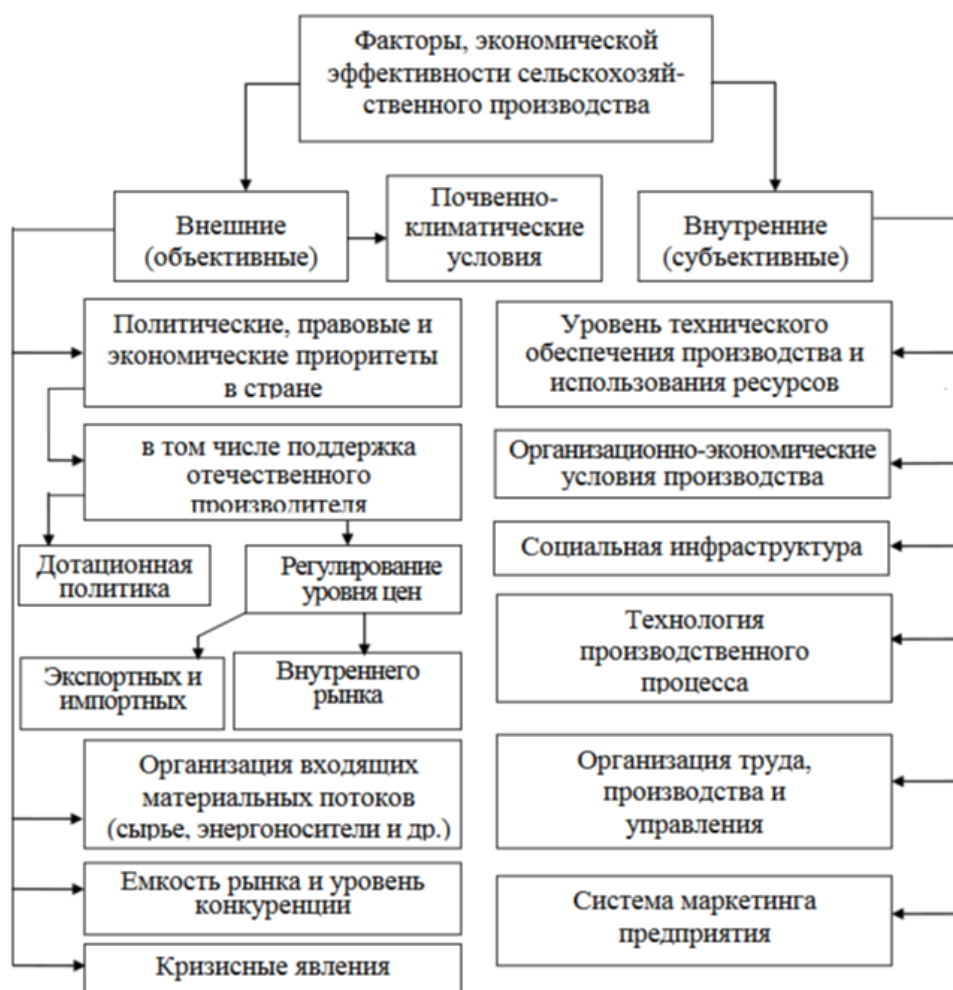 Факторы, экономической
эффективности сельскохозяй-
ственного производства
Внешние
(объективные)
Почвенно-
климатические
условия
Внутренние
(субъективные)
Политические, правовые и
экономические приоритеты
в стране
в том числе поддержка
отечественного
производителя
Дотационная
политика
Регулирование
уровня цен
Экспортных и
импортных
Внутреннего
рынка
Организация входящих
материальных потоков
(сырье, энергоносители и др.)
Емкость рынка и уровень
конкуренции
Кризисные явления
Уровень технического
обеспечения производства и
использования ресурсов
Организационно-экономические
условия производства
Социальная инфраструктура
Технология
производственного
процесса
Организация труда,
производства и
управления
Система маркетинга
предприятия